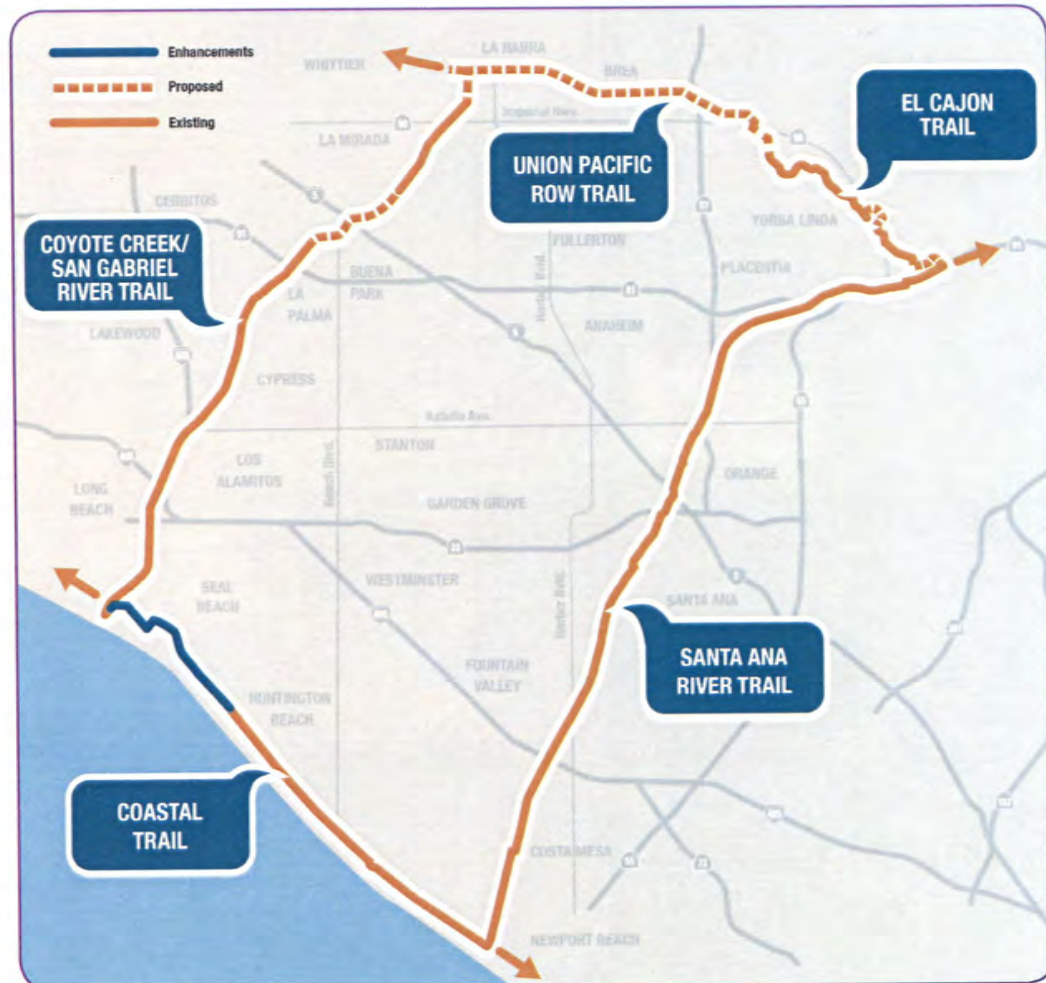 Enhancements
Proposed
Existing
WHITTIER
LA HABRA
BREA
Imperial Hwy.
LA MIRADA
EL CAJON
TRAIL
UNION PACIFIC
ROW TRAIL
CERRITOS
YORBA LINDA
COYOTE CREEK/
SAN GABRIEL
RIVER TRAIL
FULLERTON
PLACENTIA
BUENA
PARK
LA
PALMA
Harbor Blvd.
ANAHEIM
LAKEWOOD
CYPRESS
Katella Ave.
STANTON
LOS
ALAMITOS
Beach Blvd.
ORANGE
LONG
BEACH
GARDEN GROVE
WESTMINSTER
SEAL
BEACH
Harbor Blvd.
SANTA ANA
SANTA ANA
RIVER TRAIL
FOUNTAIN
VALLEY
HUNTINGTON
BEACH
COASTAL
TRAIL
COSTA MESA
NEWPORT BEACH